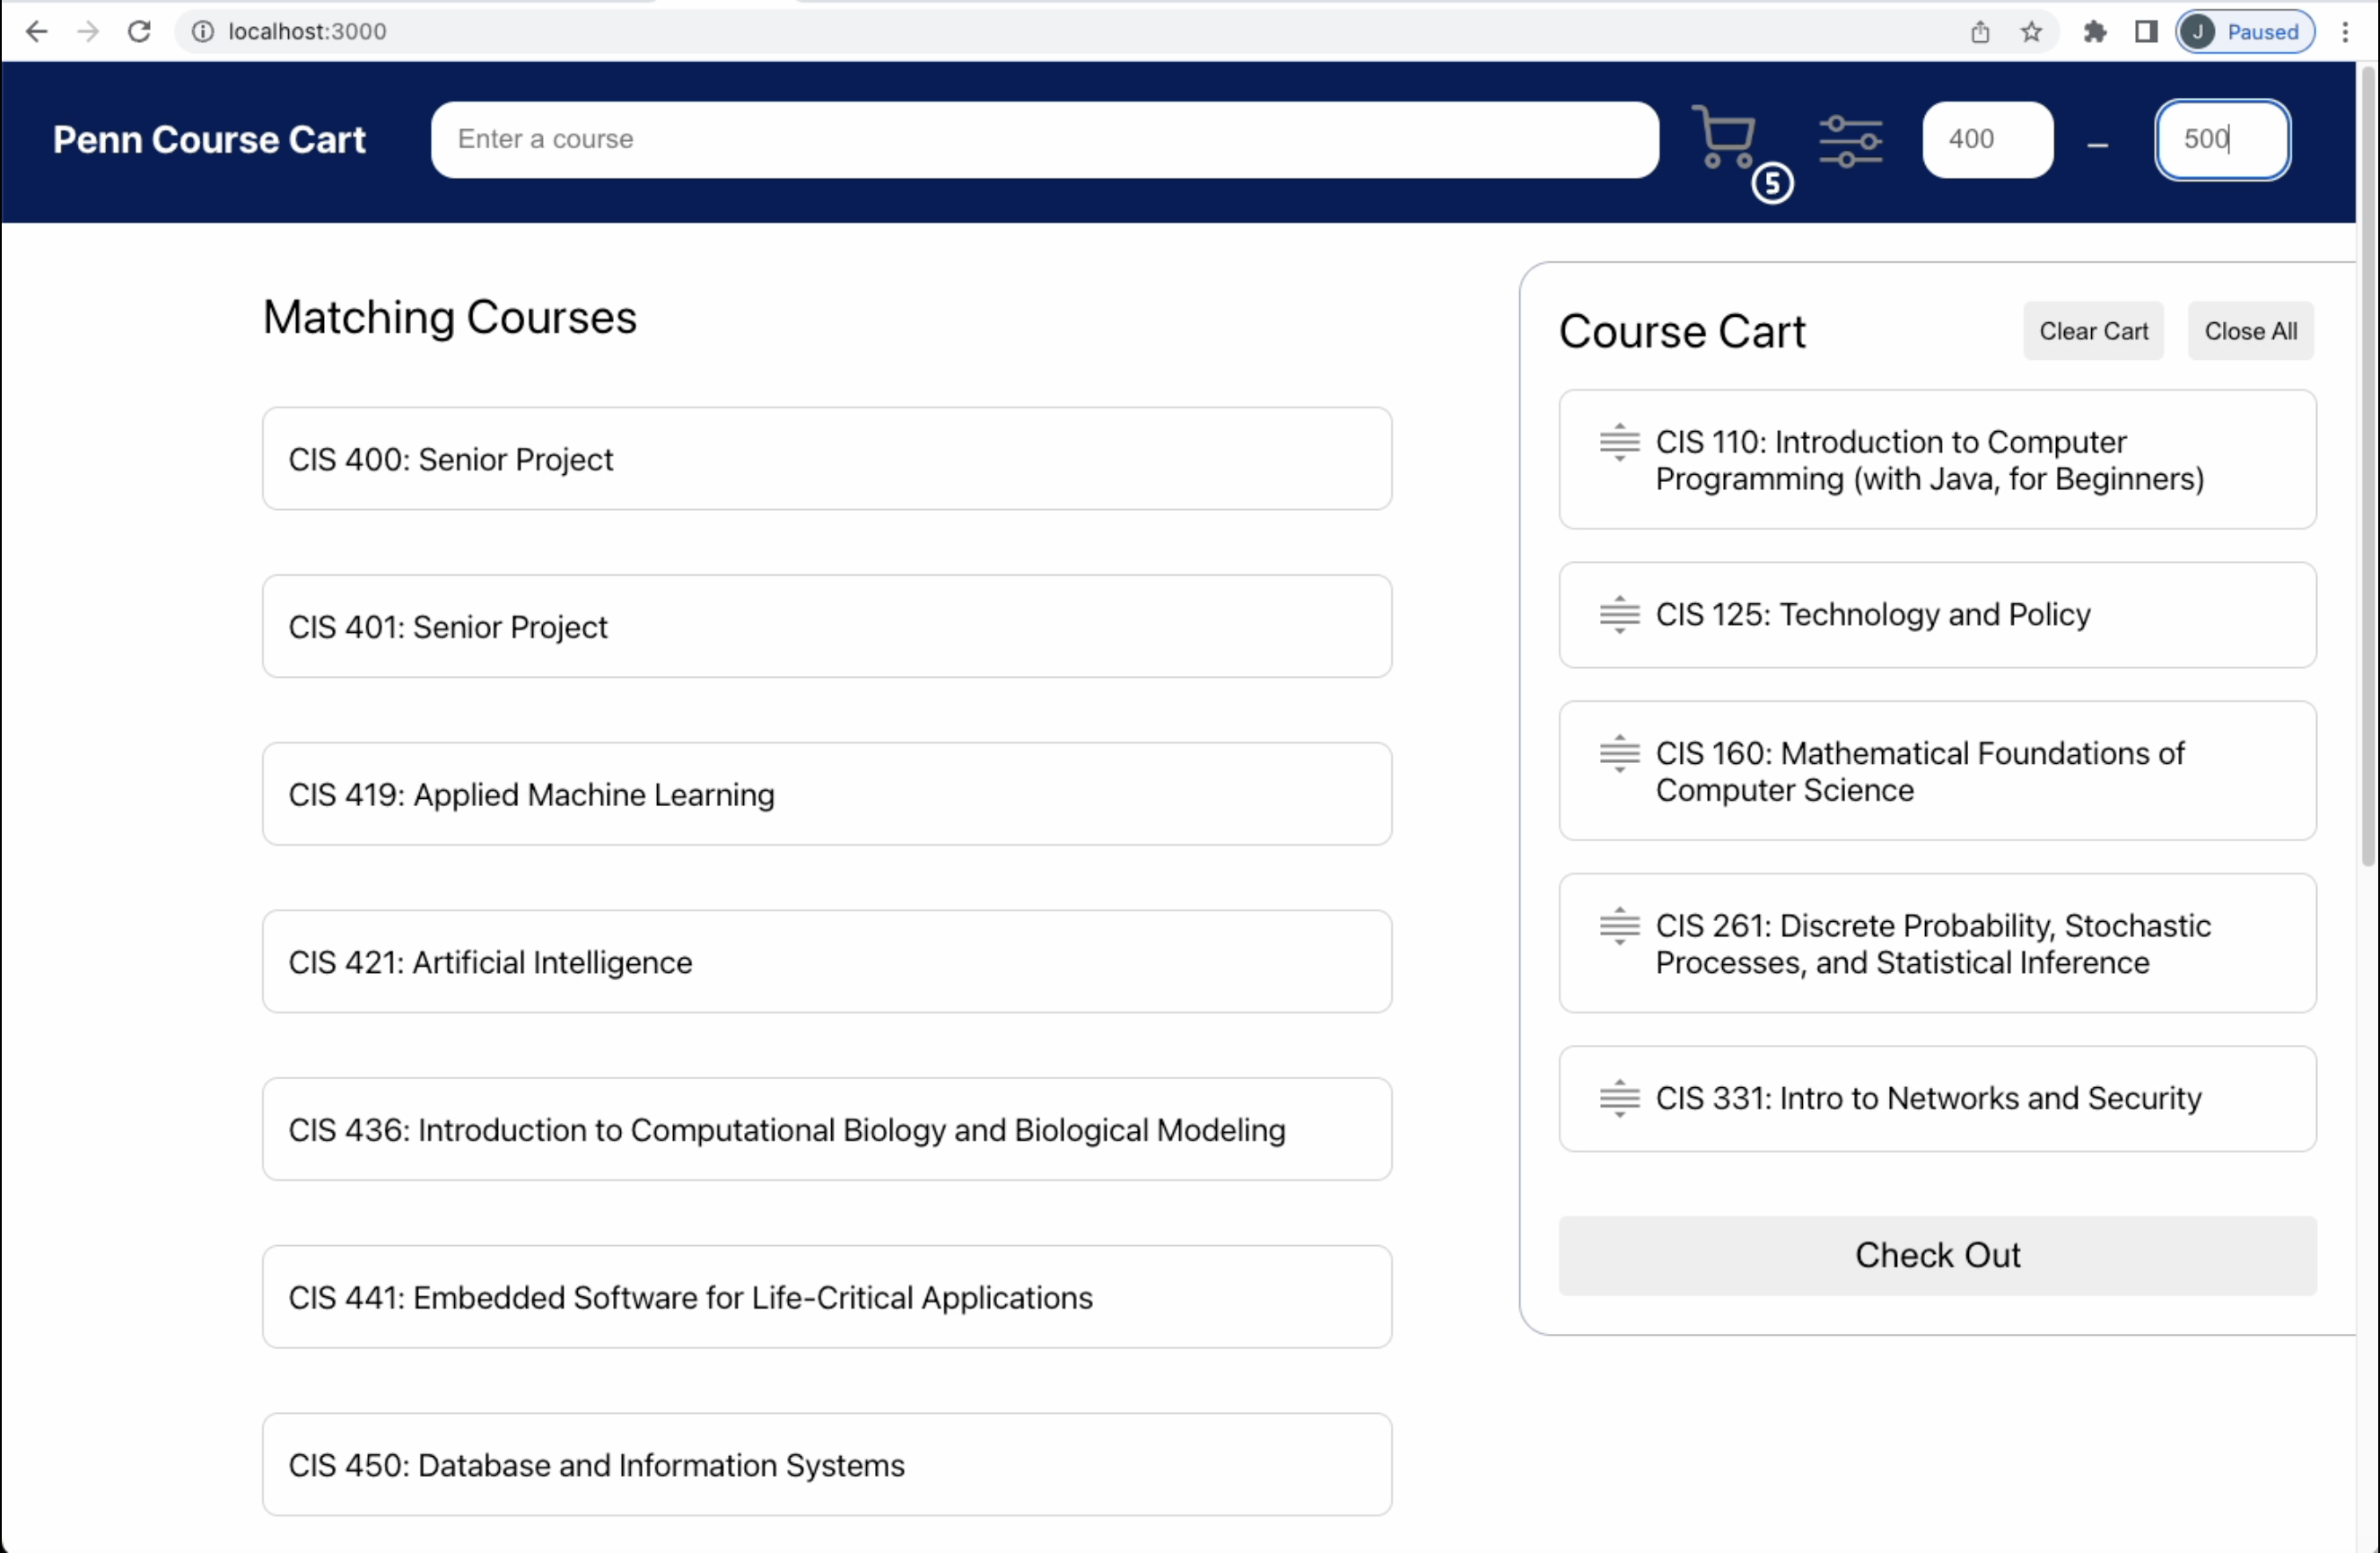 localhost:3000
J Paused
Penn Course Cart
Enter a course
5
400 – 500
Matching Courses
CIS 400: Senior Project
CIS 401: Senior Project
CIS 419: Applied Machine Learning
CIS 421: Artificial Intelligence
CIS 436: Introduction to Computational Biology and Biological Modeling
CIS 441: Embedded Software for Life-Critical Applications
CIS 450: Database and Information Systems
Course Cart
Clear Cart
Close All
CIS 110: Introduction to Computer
Programming (with Java, for Beginners)
CIS 125: Technology and Policy
CIS 160: Mathematical Foundations of
Computer Science
CIS 261: Discrete Probability, Stochastic
Processes, and Statistical Inference
CIS 331: Intro to Networks and Security
Check Out